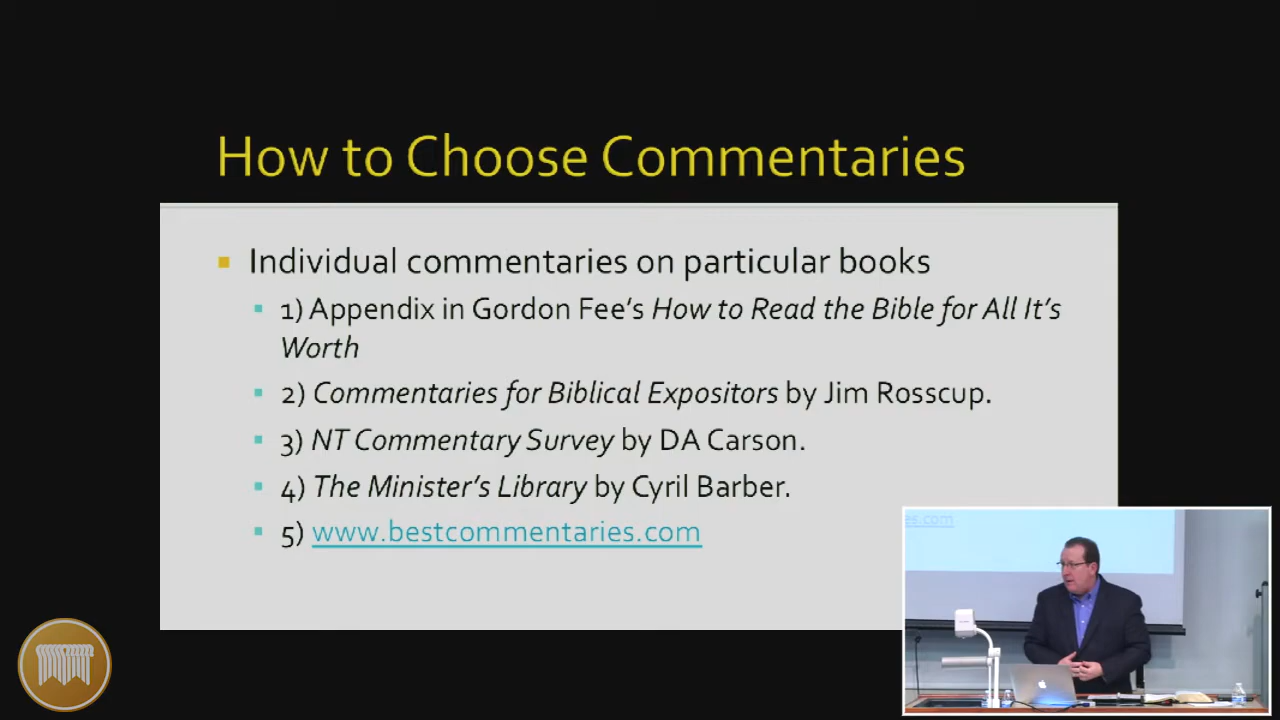 How to Choose Commentaries
Individual commentaries on particular books
1) Appendix in Gordon Fee's How to Read the Bible for All It's
Worth
2) Commentaries for Biblical Expositors by Jim Rosscup.
3) NT Commentary Survey by DA Carson.
4) The Minister's Library by Cyril Barber.
5) www.bestcommentaries.com
es.com